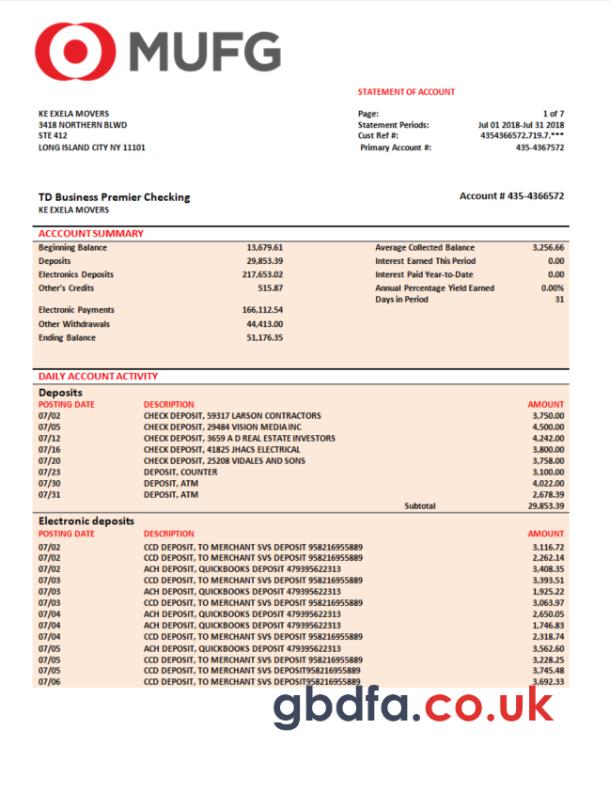 MUFG
STATEMENT OF ACCOUNT
KE EXELA MOVERS
3418 NORTHERN BLWD
STE 412
LONG ISLAND CITY NY 11101
Page: 1 of 7
Statement Periods: Jul 01 2018-Jul 31 2018
Cust Ref #: 4354366572.719.7.***
Primary Account #: 435-4367572
TD Business Premier Checking Account # 435-4366572
KE EXELA MOVERS
ACCCOUNT SUMMARY
Beginning Balance 13,679.61 Average Collected Balance 3,256.66
Deposits 29,853.39 Interest Earned This Period 0.00
Electronics Deposits 217,653.02 Interest Paid Year-to-Date 0.00
Other's Credits 515.87 Annual Percentage Yield Earned 0.00%
Days in Period 31
Electronic Payments 166,112.54
Other Withdrawals 44,413.00
Ending Balance 51,176.35
DAILY ACCOUNT ACTIVITY
Deposits
POSTING DATE DESCRIPTION AMOUNT
07/02 CHECK DEPOSIT, 59317 LARSON CONTRACTORS 3,750.00
07/05 CHECK DEPOSIT, 29484 VISION MEDIA INC 4,500.00
07/12 CHECK DEPOSIT, 3659 A D REAL ESTATE INVESTORS 4,242.00
07/16 CHECK DEPOSIT, 41825 JHACS ELECTRICAL 3,800.00
07/20 CHECK DEPOSIT, 25208 VIDALES AND SONS 3,758.00
07/23 DEPOSIT, COUNTER 3,100.00
07/30 DEPOSIT, ATM 4,022.00
07/31 DEPOSIT, ATM 2,678.39
Subtotal 29,853.39
Electronic deposits
POSTING DATE DESCRIPTION AMOUNT
07/02 CCD DEPOSIT, TO MERCHANT SVS DEPOSIT 958216955889 3,116.72
07/02 CCD DEPOSIT, TO MERCHANT SVS DEPOSIT 958216955889 2,262.14
07/02 ACH DEPOSIT, QUICKBOOKS DEPOSIT 479395622313 3,408.35
07/03 CCD DEPOSIT, TO MERCHANT SVS DEPOSIT 958216955889 3,393.51
07/03 ACH DEPOSIT, QUICKBOOKS DEPOSIT 479395622313 1,925.22
07/03 CCD DEPOSIT, TO MERCHANT SVS DEPOSIT 958216955889 3,063.97
07/04 ACH DEPOSIT, QUICKBOOKS DEPOSIT 479395622313 2,650.05
07/04 ACH DEPOSIT, QUICKBOOKS DEPOSIT 479395622313 1,746.83
07/04 CCD DEPOSIT, TO MERCHANT SVS DEPOSIT 958216955889 2,318.74
07/05 ACH DEPOSIT, QUICKBOOKS DEPOSIT 479395622313 3,562.60
07/05 CCD DEPOSIT, TO MERCHANT SVS DEPOSIT 958216955889 3,228.25
07/05 CCD DEPOSIT, TO MERCHANT SVS DEPOSIT958216955889 3,745.48
07/06 CCD DEPOSIT, TO MERCHANT SVS DEPOSIT958216955889 3,692.33
gbdfa.co.uk